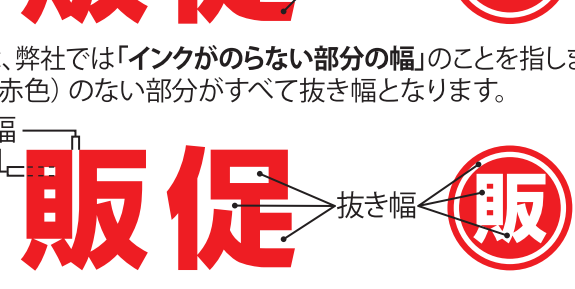 、弊社では「インクがのらない部分の幅」のことを指しま
赤色）のない部分がすべて抜き幅となります。
幅
販促
抜き幅
販